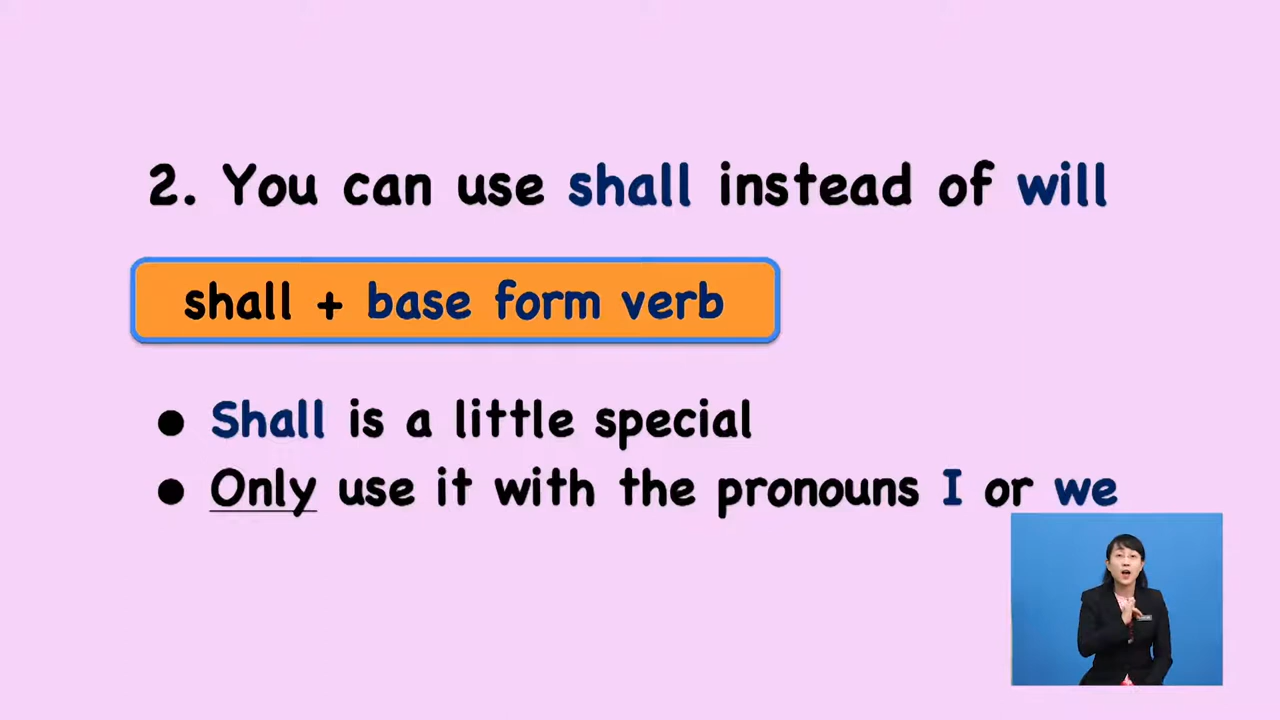 2. You can use shall instead of will
shall + base form verb
● Shall is a little special
● Only use it with the pronouns I or we